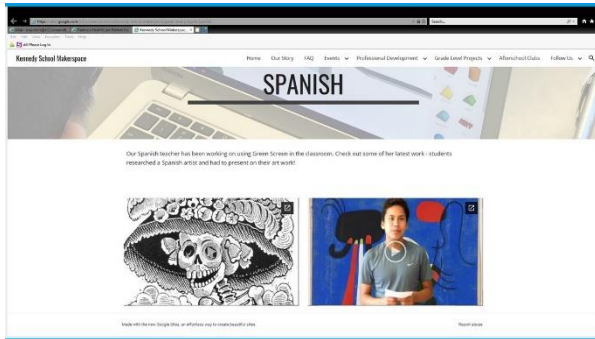 Search...
Kennedy School Makerspace
Home Our Story FAQ Events Professional Development Grade Level Projects Afterschool Clubs Follow Us
SPANISH
Our Spanish teacher has been working on using Green Screen in the classroom. Check out some of her latest work - students
researched a Spanish artist and had to present on their art work!
Made with the new Google Sites, an effortless way to create beautiful sites.
Report abuse